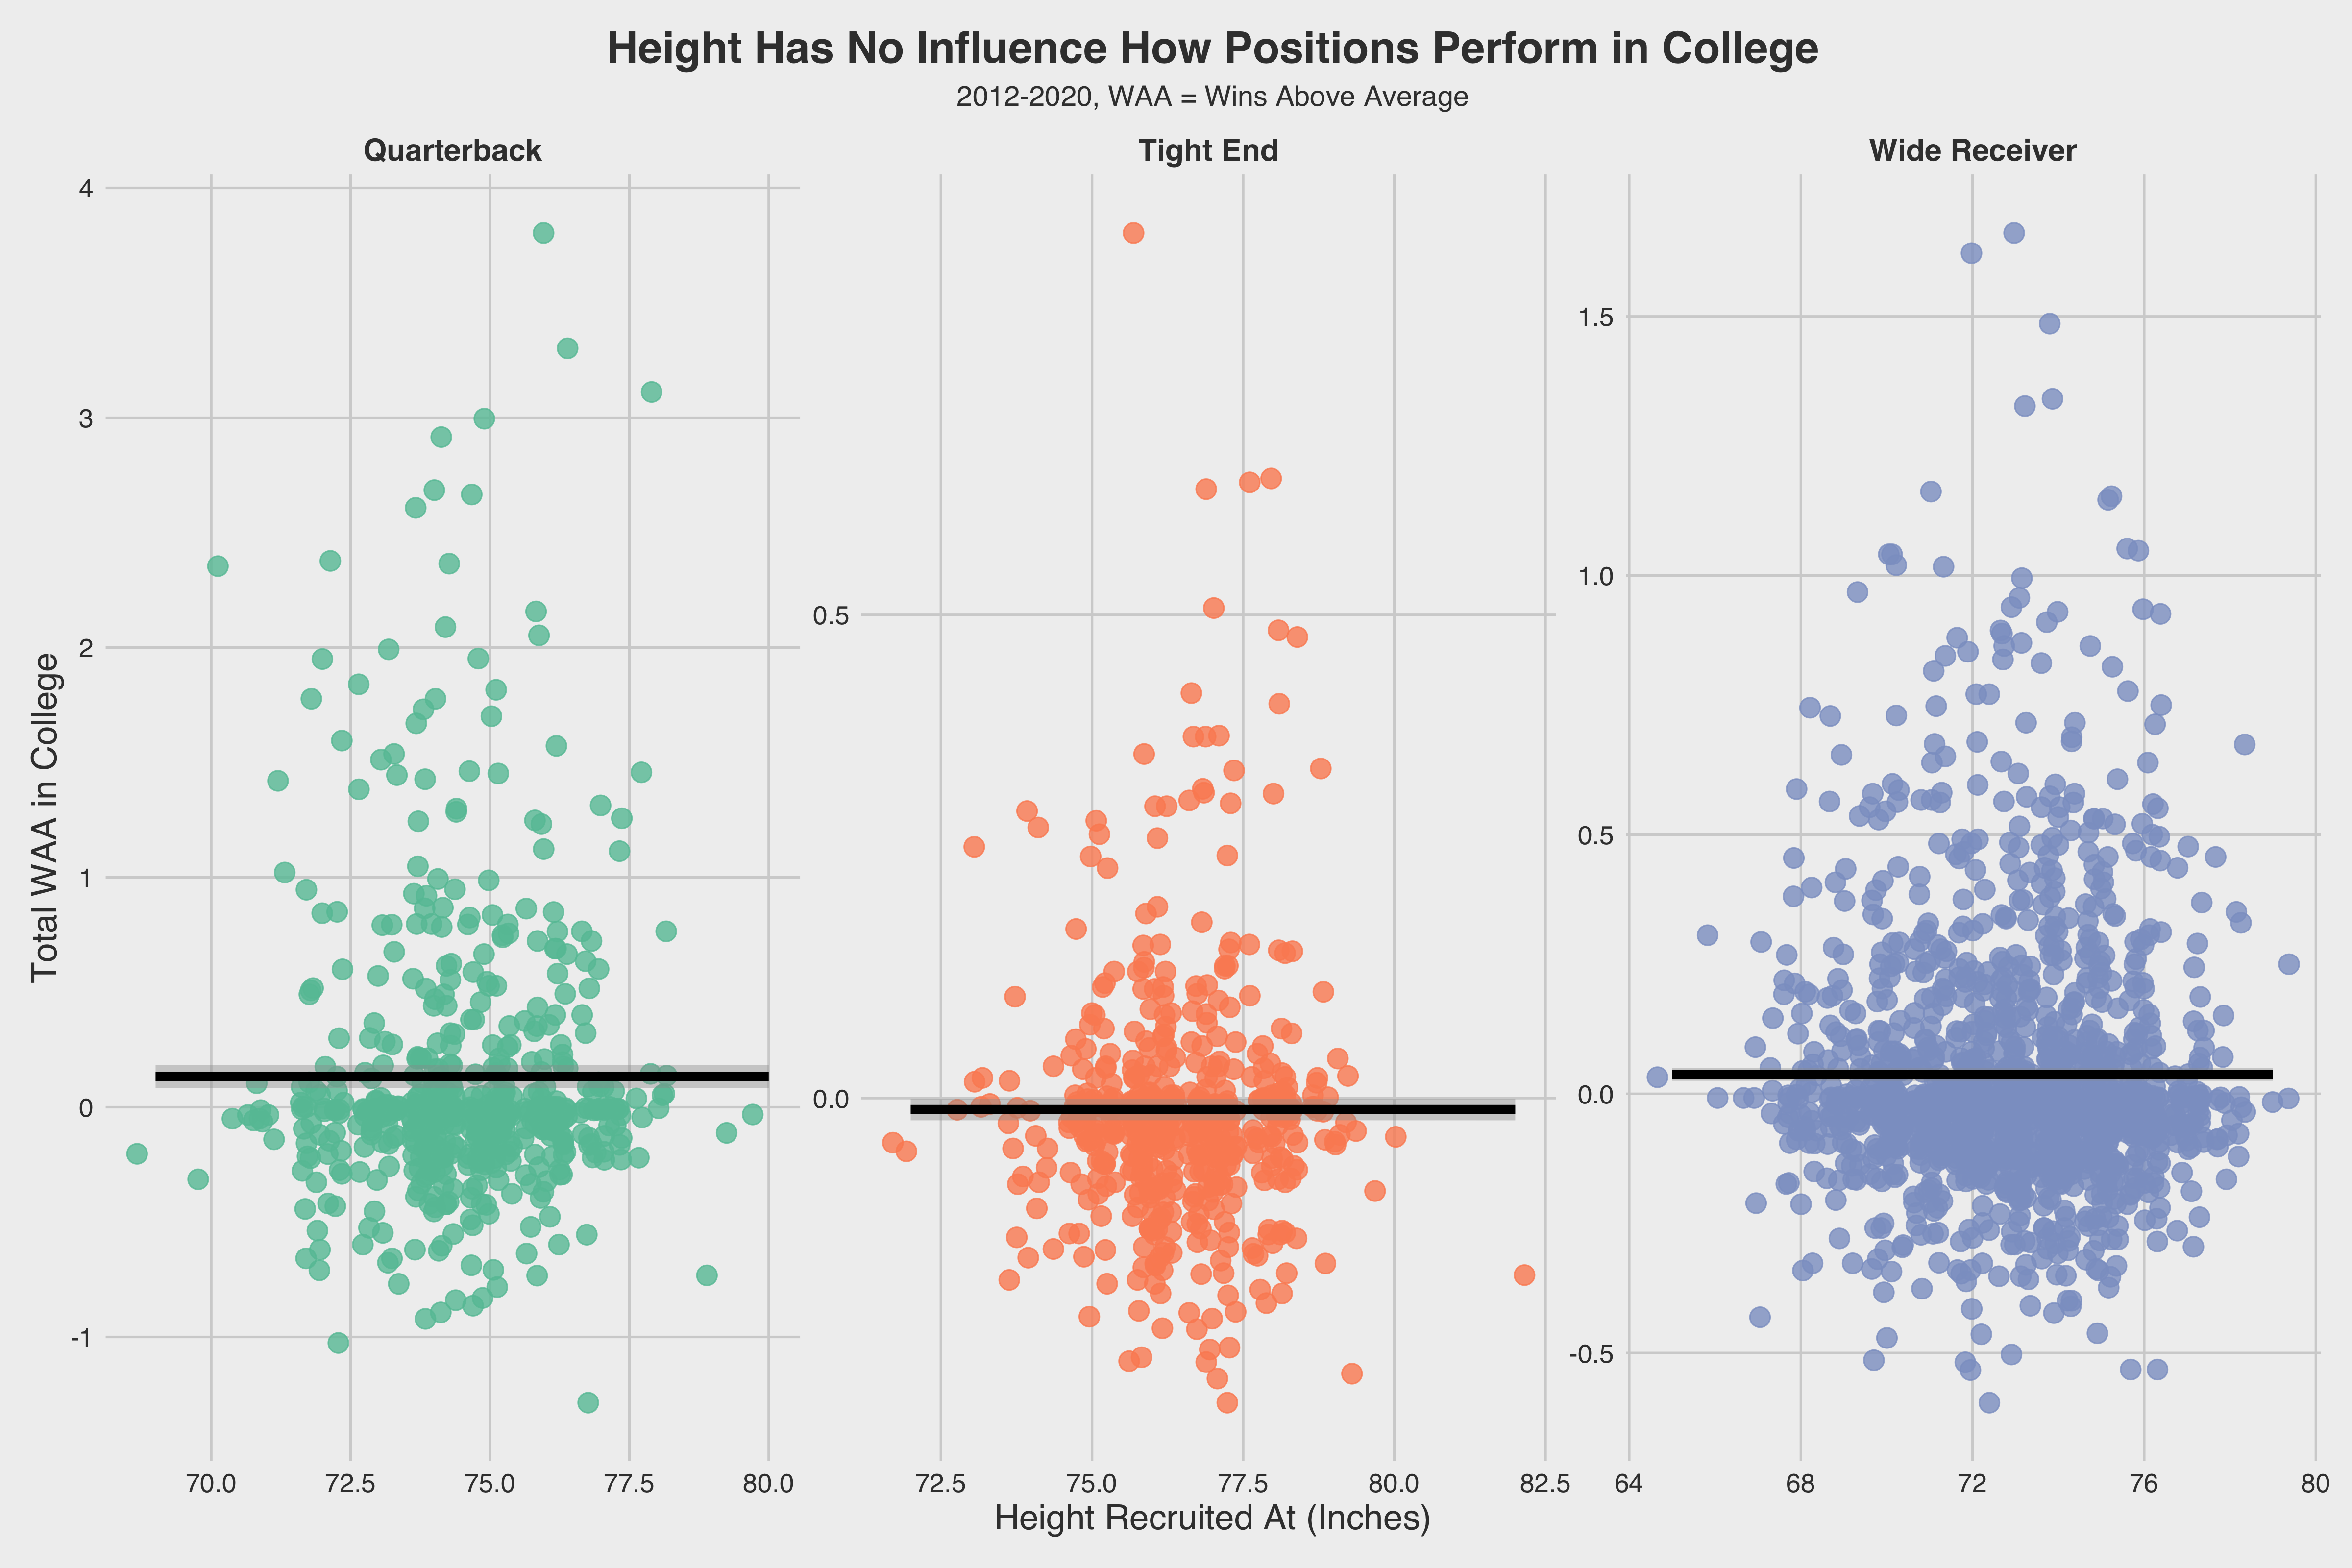 Height Has No Influence How Positions Perform in College
2012-2020, WAA = Wins Above Average
Quarterback
Tight End
Wide Receiver
Total WAA in College
4
3
2
1
0
-1
0.5
0.0
1.5
1.0
0.5
0.0
-0.5
70.0 72.5 75.0 77.5 80.0
72.5 75.0 77.5 80.0 82.5
64 68 72 76 80
Height Recruited At (Inches)